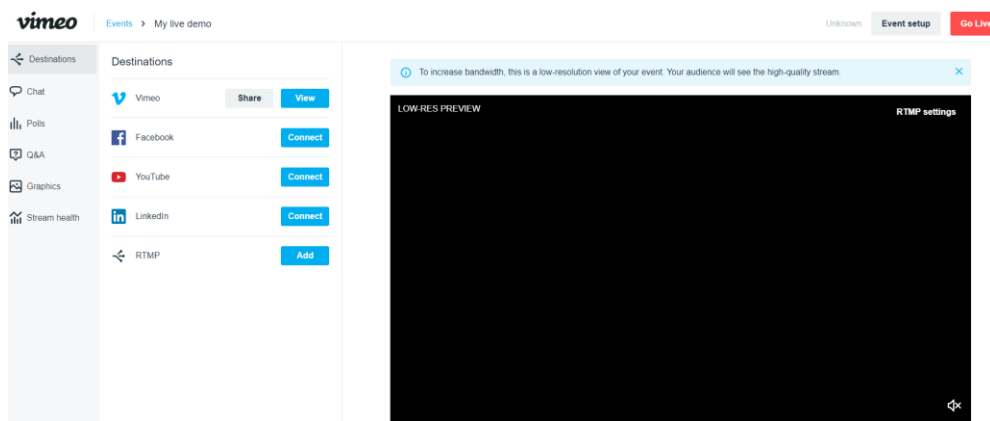 vimeo
Events > My live demo
Unknown
Event setup
Go Live
Destinations
Chat
Polls
Q&A
Graphics
Stream health
Destinations
Vimeo
Share
View
Facebook
Connect
YouTube
Connect
LinkedIn
Connect
RTMP
Add
To increase bandwidth, this is a low-resolution view of your event. Your audience will see the high-quality stream.
LOW-RES PREVIEW
RTMP settings